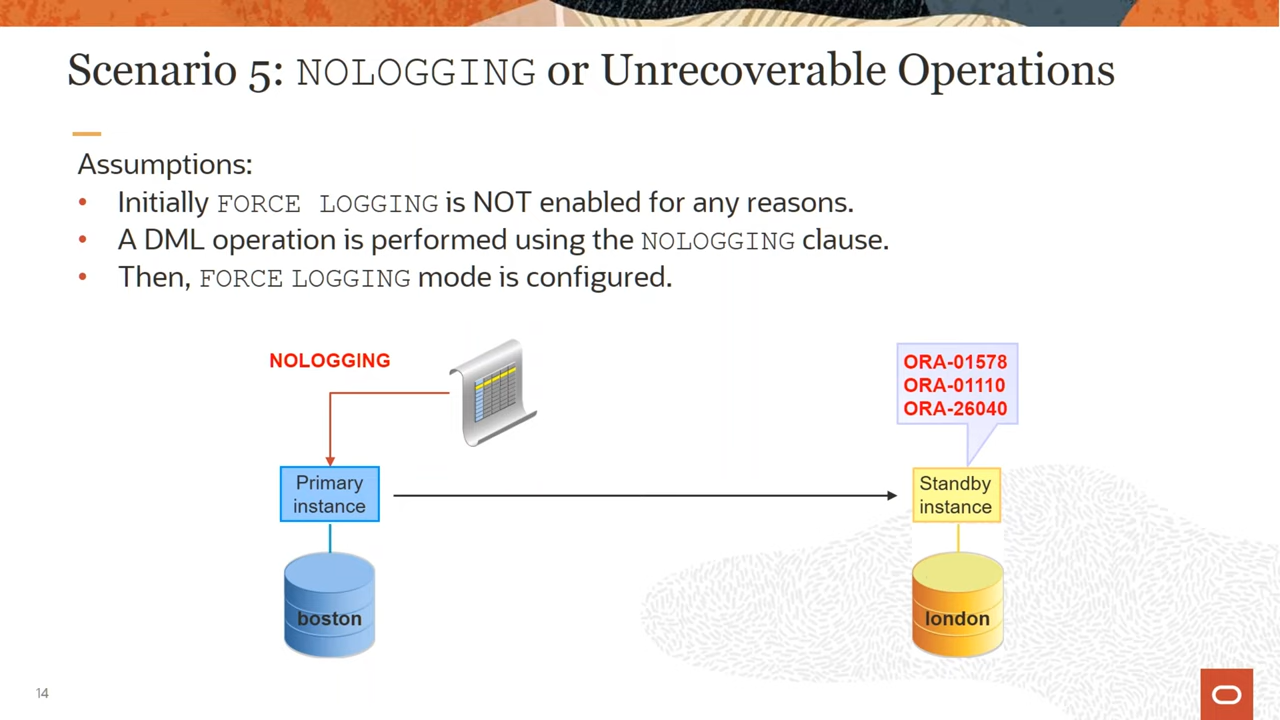 Scenario 5: NOLOGGING or Unrecoverable Operations
Assumptions:
• Initially FORCE LOGGING is NOT enabled for any reasons.
• A DML operation is performed using the NOLOGGING clause.
• Then, FORCE LOGGING mode is configured.
NOLOGGING
ORA-01578
ORA-01110
ORA-26040
Primary
instance
Standby
instance
boston
london
14